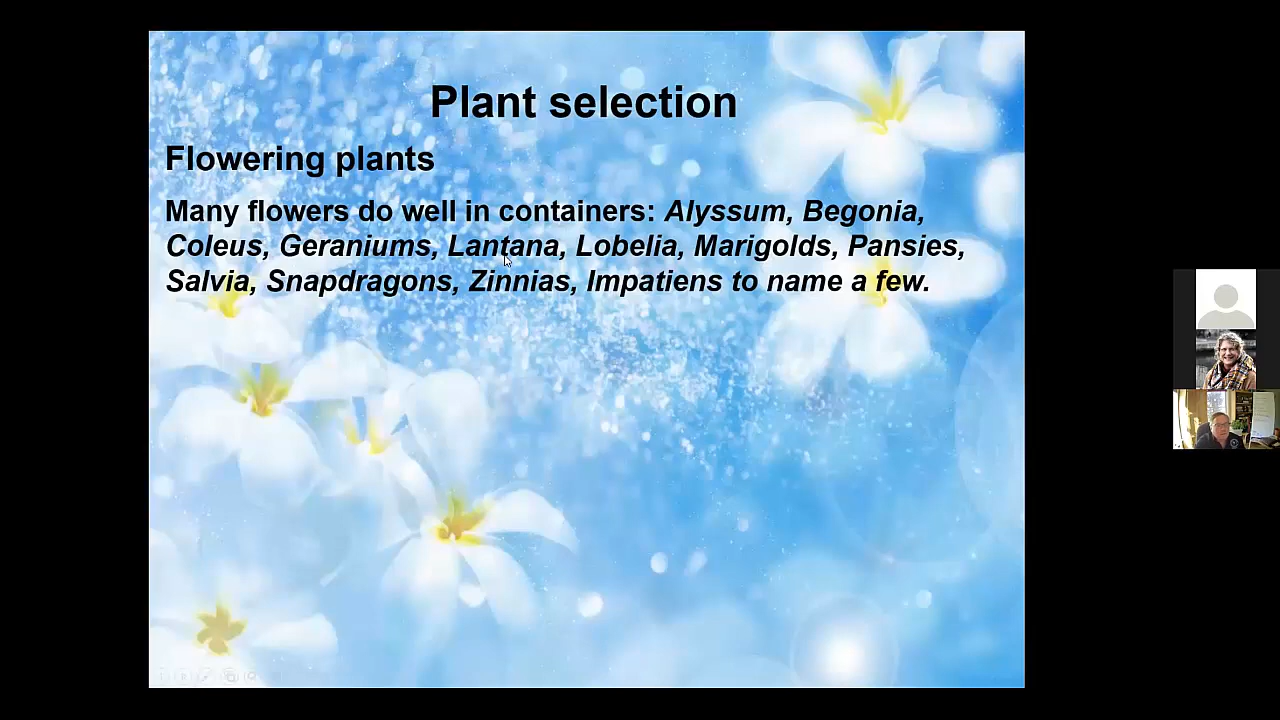 Plant selection
Flowering plants
Many flowers do well in containers: Alyssum, Begonia,
Coleus, Geraniums, Lantana, Lobelia, Marigolds, Pansies,
Salvia, Snapdragons, Zinnias, Impatiens to name a few.